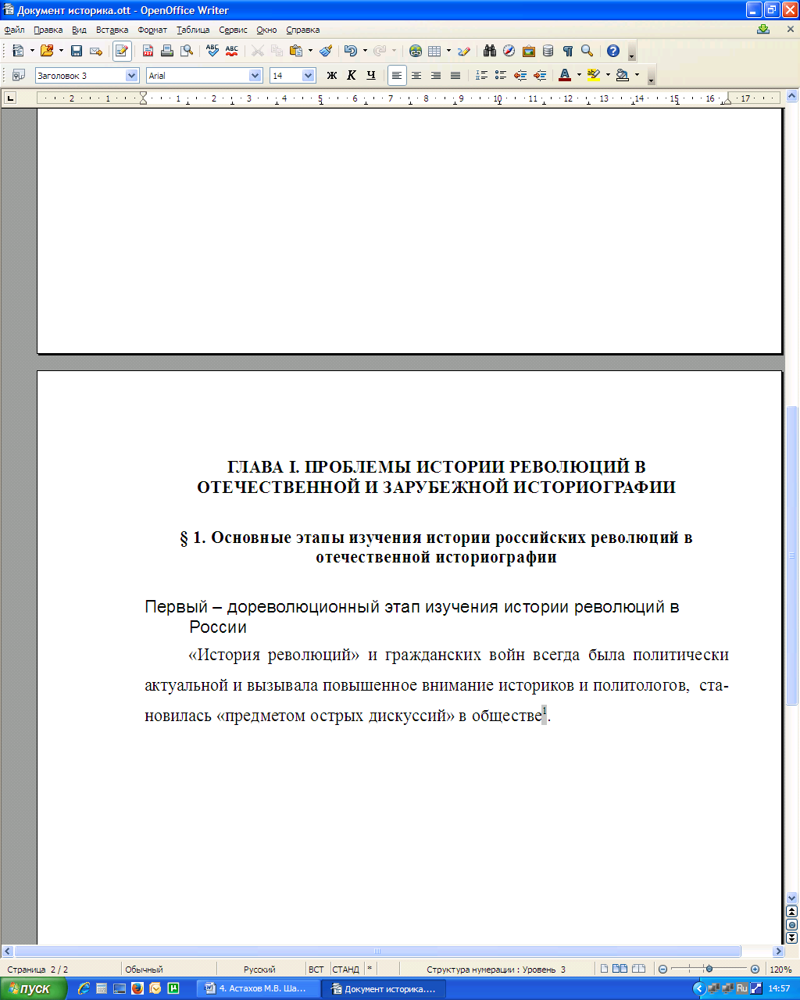 Документ историка.ott - OpenOffice Writer
Файл Правка Вид Вставка Формат Таблица Сервис Окно Справка
Заголовок 3 Arial 14 Ж К Ч
2 1 1 2 3 4 5 6 7 8 9 10 11 12 13 14 15 16 17
ГЛАВА I. ПРОБЛЕМЫ ИСТОРИИ РЕВОЛЮЦИЙ В
ОТЕЧЕСТВЕННОЙ И ЗАРУБЕЖНОЙ ИСТОРИОГРАФИИ
§ 1. Основные этапы изучения истории российских революций в
отечественной историографии
Первый – дореволюционный этап изучения истории революций в
России
«История революций» и гражданских войн всегда была политически
актуальной и вызывала повышенное внимание историков и политологов, ста-
новилась «предметом острых дискуссий» в обществе1.
Страница 2 / 2 Обычный Русский ВСТ СТАНД * Структура нумерации : Уровень 3 120%
пуск 4. Астахов М.В. Ша... Документ историка.... Ru 14:57